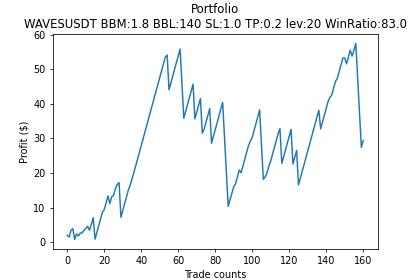 Portfolio
WAVESUSDT BBM:1.8 BBL:140 SL:1.0 TP:0.2 lev:20 WinRatio:83.0
Profit ($)
60
50
40
30
20
10
0
0 20 40 60 80 100 120 140 160
Trade counts